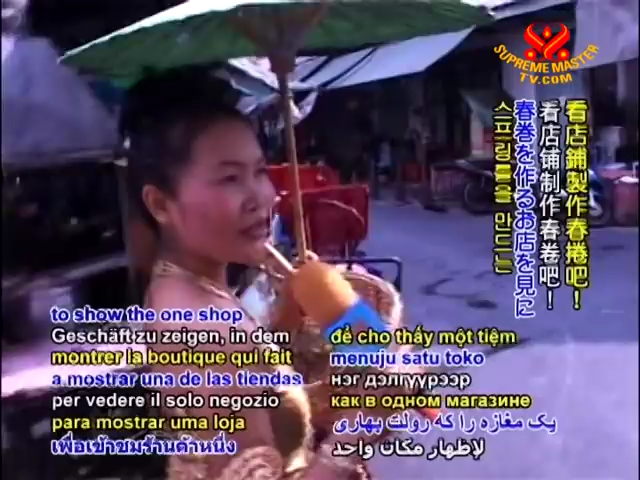 SUPREME MASTER
TV.COM
看店鋪製作春捲吧!
看店铺制作春卷吧!
春巻を作るお店を見に
스프링롤을 만드는
to show the one shop
Geschäft zu zeigen, in dem
montrer la boutique qui fait
a mostrar una de las tiendas
per vedere il solo negozio
para mostrar uma loja
เพื่อเข้าชมร้านค้าหนึ่ง
để cho thấy một tiệm
menuju satu toko
нэг дэлгүүрээр
как в одном магазине
یک مغازه را که رولت بهاری
لإظهار مكان واحد